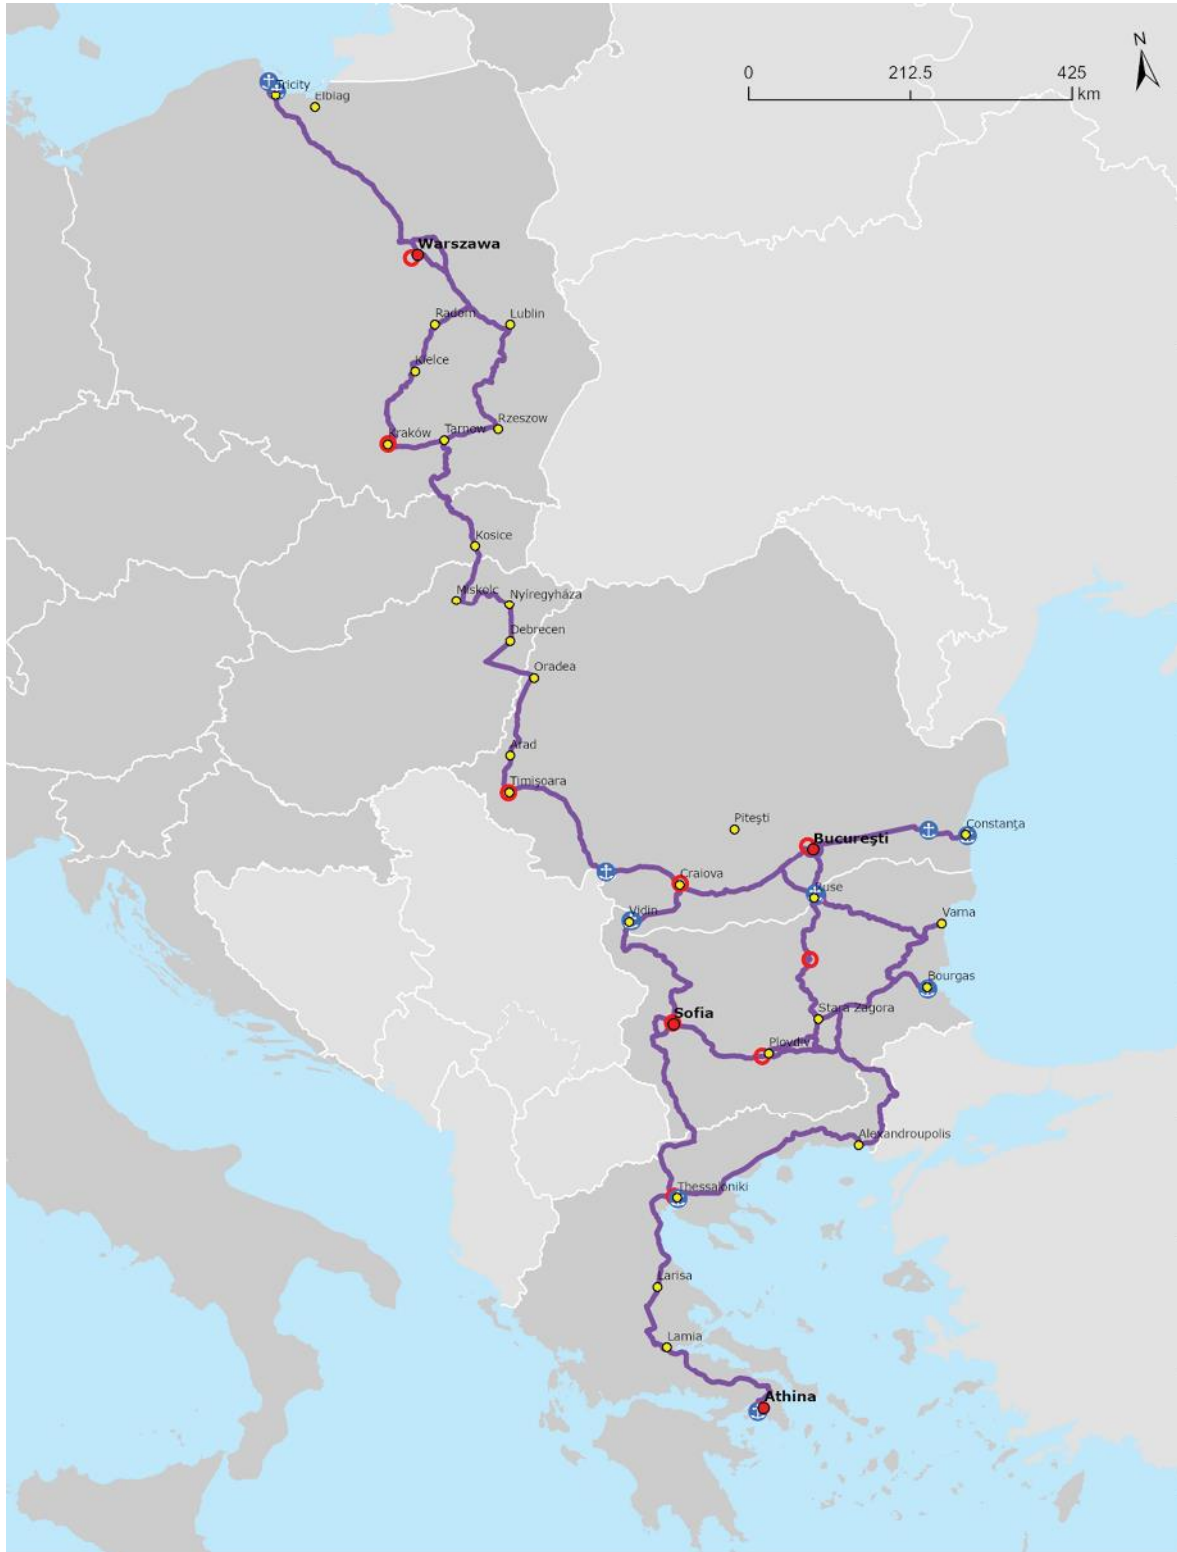 N
0 212.5 425
km
Tricity
Elblag
Warszawa
Radom
Lublin
Kielce
Kraków
Tarnow
Rzeszow
Kosice
Miskolc
Nyíregyháza
Debrecen
Oradea
Arad
Timişoara
Piteşti
Constanţa
Bucureşti
Craiova
Ruse
Vidin
Varna
Bourgas
Sofia
Stara Zagora
Plovdiv
Alexandroupolis
Thessaloniki
Larisa
Lamia
Athina